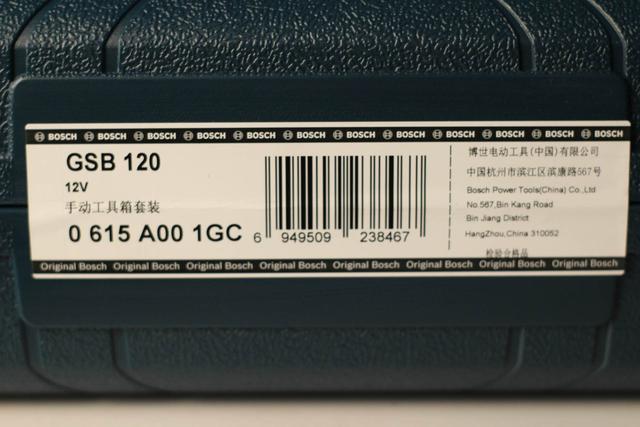 BOSCH BOSCH BOSCH BOSCH BOSCH BOSCH BOSCH BOSCH BOSCH BOSCH BOSCH BOSCH
GSB 120
12V
手动工具箱套装
0 615 A00 1GC
6 949509 238467
博世电动工具(中国)有限公司
中国杭州市滨江区滨康路567号
Bosch Power Tools(China) Co.,Ltd
No.567,Bin Kang Road
Bin Jiang District
HangZhou,China 310052
检验合格品
Original Bosch Original Bosch Original Bosch Original Bosch Original Bosch Original Bosch Original Bosch Original Bosch